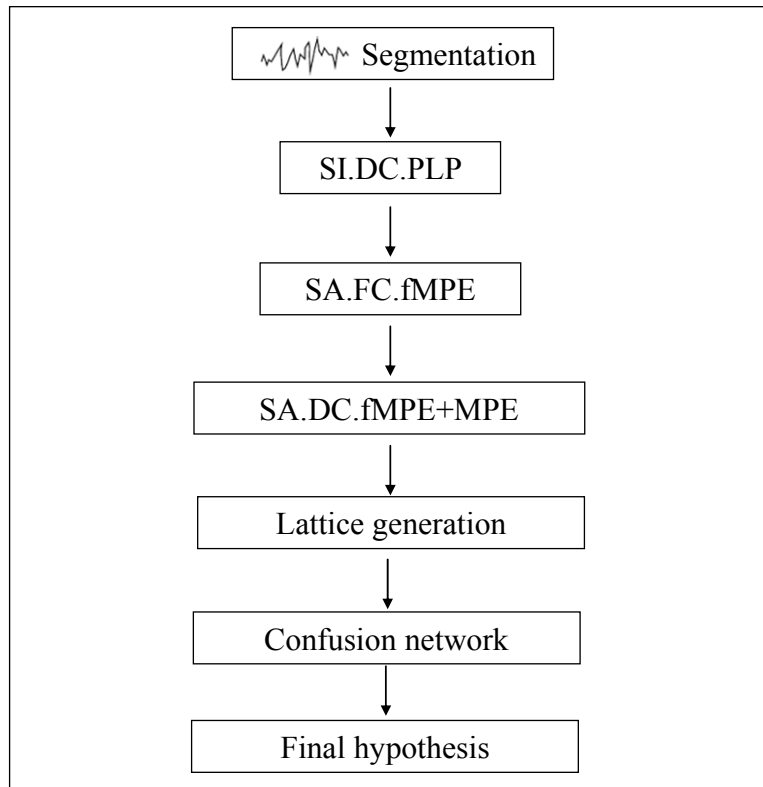 Segmentation
SI.DC.PLP
SA.FC.fMPE
SA.DC.fMPE+MPE
Lattice generation
Confusion network
Final hypothesis